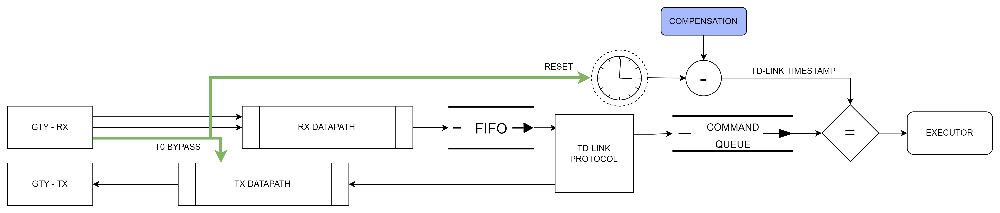 COMPENSATION
RESET
-
TD-LINK TIMESTAMP
GTY - RX
T0 BYPASS
RX DATAPATH
FIFO
TD-LINK
PROTOCOL
COMMAND
QUEUE
=
EXECUTOR
GTY - TX
TX DATAPATH